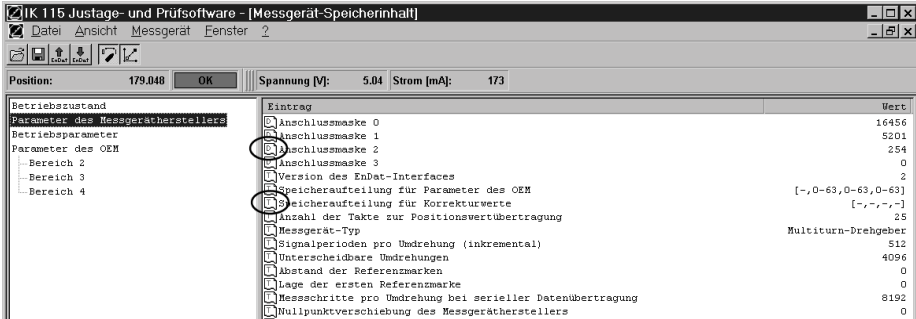 IK 115 Justage- und Prüfsoftware - [Messgerät-Speicherinhalt]
Datei Ansicht Messgerät Fenster ?
EnDat EnDat
Position: 179.048 OK Spannung [V]: 5.04 Strom [mA]: 173
Betriebszustand
Parameter des Messgeräteherstellers
Betriebsparameter
Parameter des OEM
Bereich 2
Bereich 3
Bereich 4
Eintrag Wert
D Anschlussmaske 0 16456
D Anschlussmaske 1 5201
D Anschlussmaske 2 254
D Anschlussmaske 3 0
T Version des EnDat-Interfaces 2
T Speicheraufteilung für Parameter des OEM [-,0-63,0-63,0-63]
T Speicheraufteilung für Korrekturwerte [-,-,-,-]
T Anzahl der Takte zur Positionswertübertragung 25
T Messgerät-Typ Multiturn-Drehgeber
T Signalperioden pro Umdrehung (inkremental) 512
T Unterscheidbare Umdrehungen 4096
T Abstand der Referenzmarken 0
T Lage der ersten Referenzmarke 0
T Messschritte pro Umdrehung bei serieller Datenübertragung 8192
T Nullpunktverschiebung des Messgeräteherstellers 0